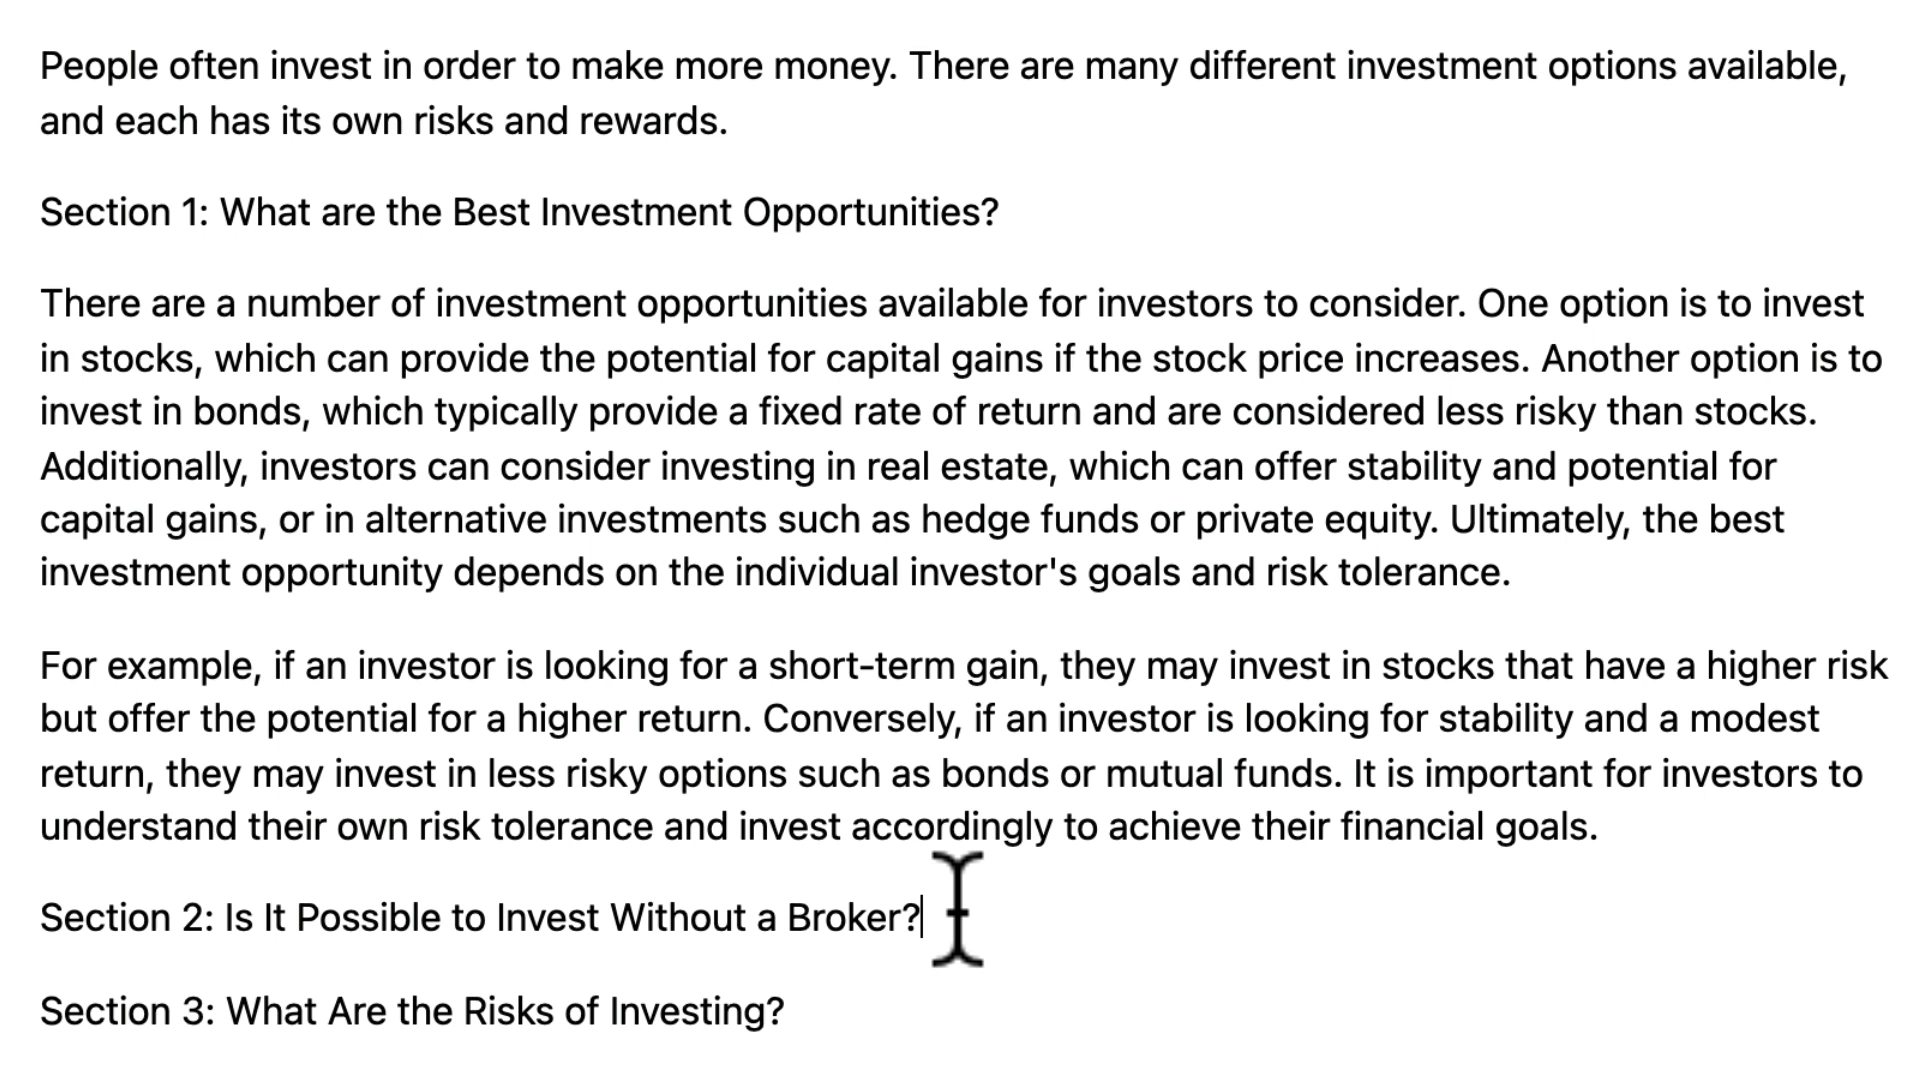 People often invest in order to make more money. There are many different investment options available,
and each has its own risks and rewards.
Section 1: What are the Best Investment Opportunities?
There are a number of investment opportunities available for investors to consider. One option is to invest
in stocks, which can provide the potential for capital gains if the stock price increases. Another option is to
invest in bonds, which typically provide a fixed rate of return and are considered less risky than stocks.
Additionally, investors can consider investing in real estate, which can offer stability and potential for
capital gains, or in alternative investments such as hedge funds or private equity. Ultimately, the best
investment opportunity depends on the individual investor's goals and risk tolerance.
For example, if an investor is looking for a short-term gain, they may invest in stocks that have a higher risk
but offer the potential for a higher return. Conversely, if an investor is looking for stability and a modest
return, they may invest in less risky options such as bonds or mutual funds. It is important for investors to
understand their own risk tolerance and invest accordingly to achieve their financial goals.
Section 2: Is It Possible to Invest Without a Broker?
Section 3: What Are the Risks of Investing?